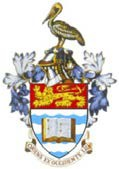 ORIENS EX OCCIDENTE LUX